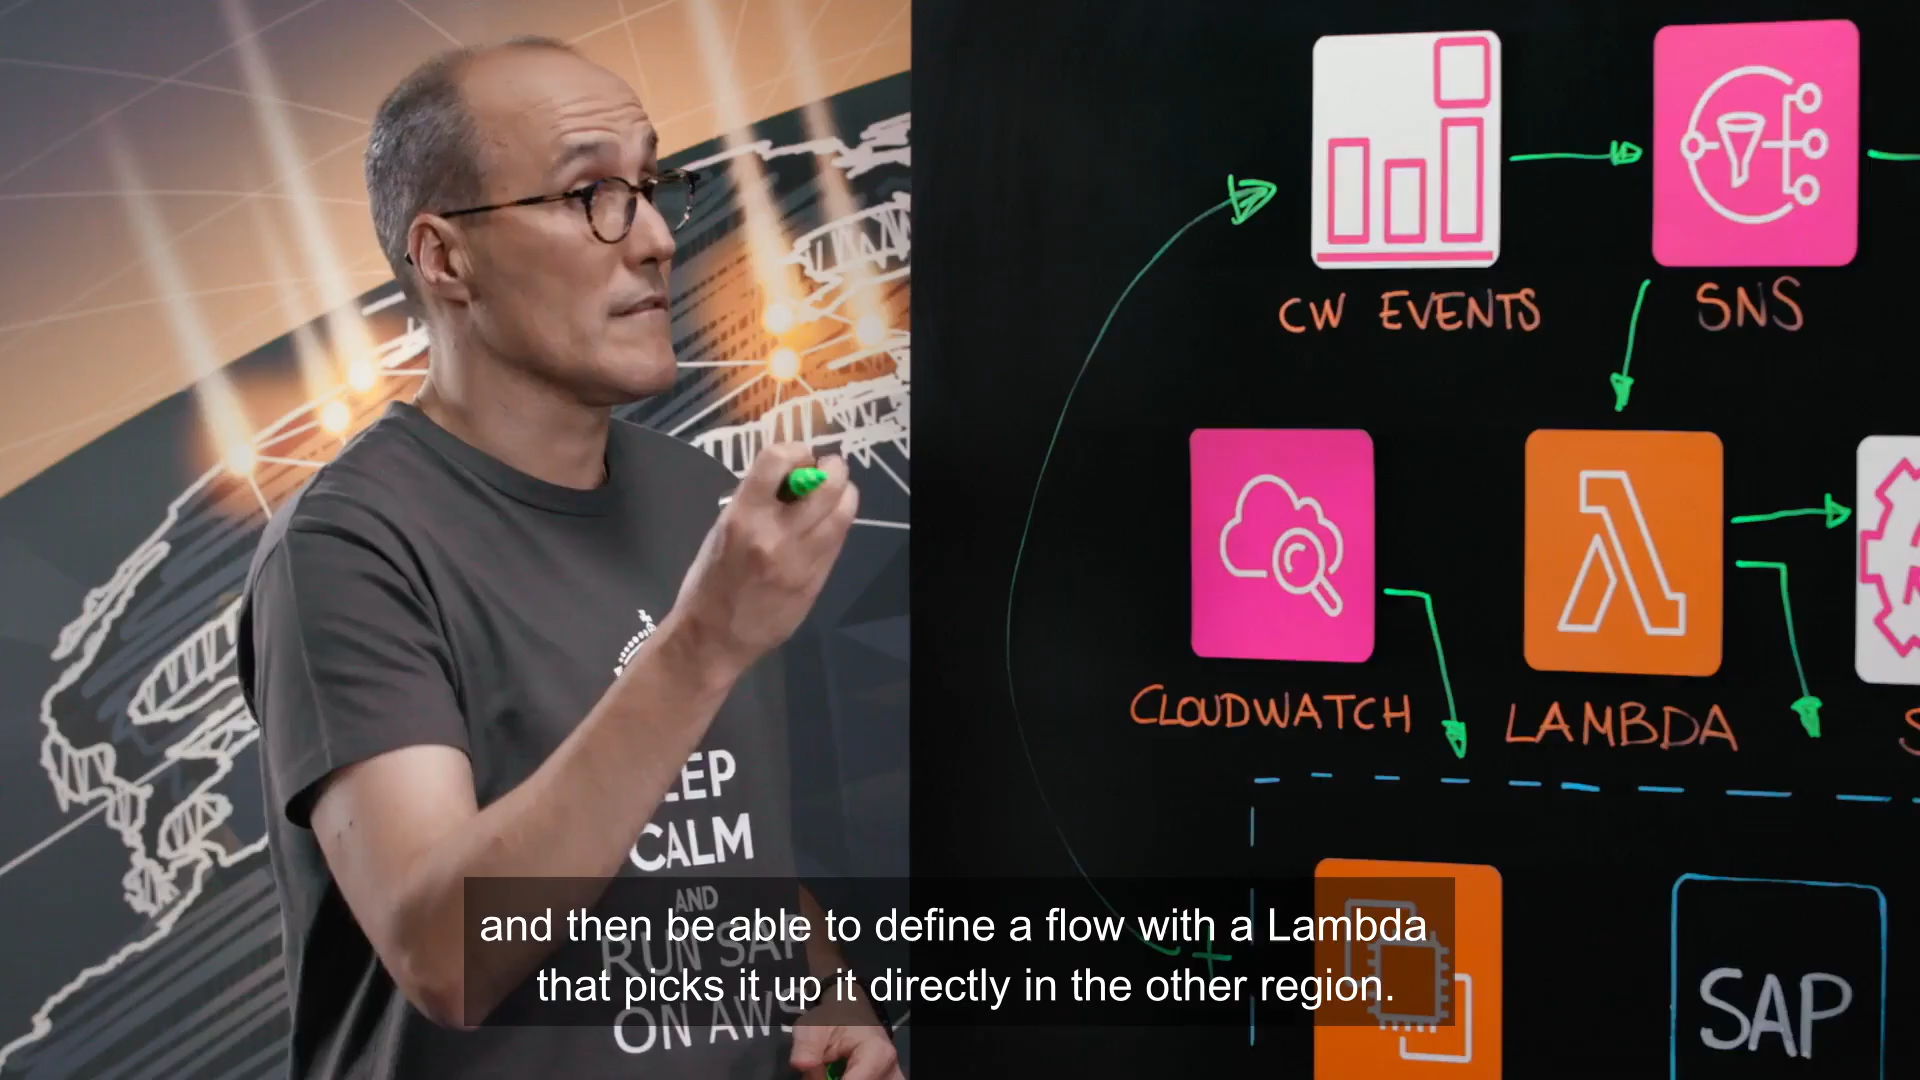 CW EVENTS
SNS
CLOUDWATCH
LAMBDA
S
SAP
EEP
CALM
AND
RUN SAP
ON AWS
and then be able to define a flow with a Lambda
that picks it up it directly in the other region.